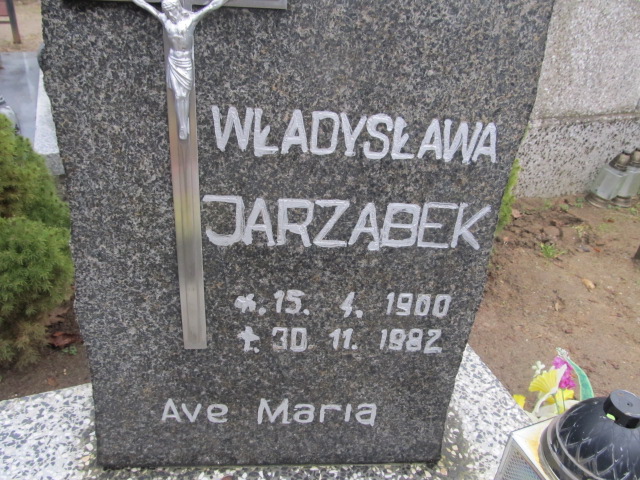 WŁADYSŁAWA
JARZĄBEK
*. 15. 4. 1900
†. 30 11. 1982
Ave Maria